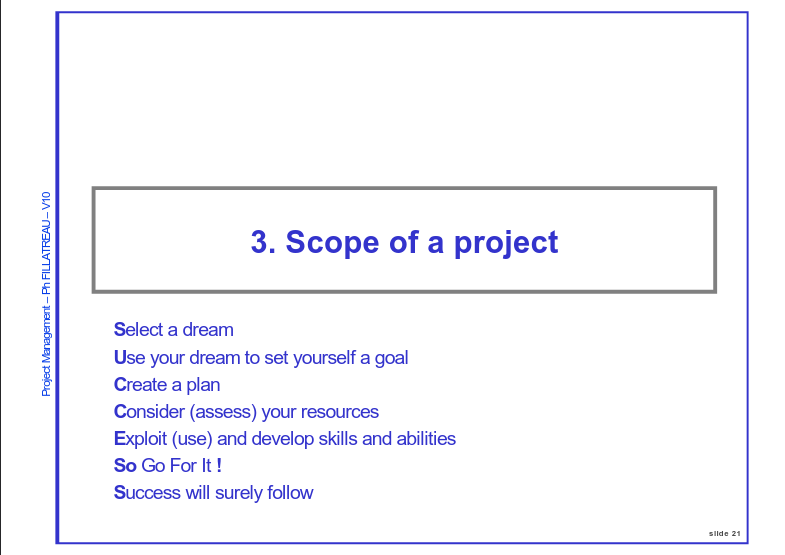 3. Scope of a project
Select a dream
Use your dream to set yourself a goal
Create a plan
Consider (assess) your resources
Exploit (use) and develop skills and abilities
So Go For It !
Success will surely follow
Project Management – Ph FILLATREAU – V10
slide 21